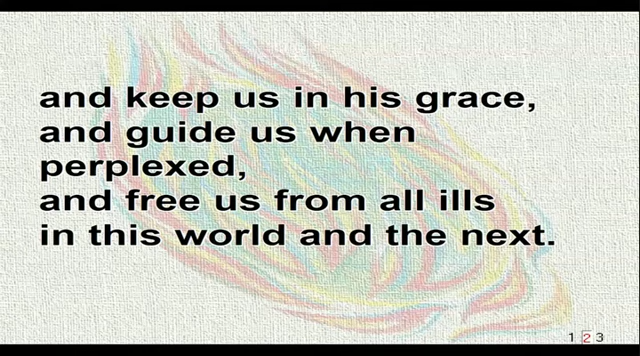 and keep us in his grace,
and guide us when
perplexed,
and free us from all ills
in this world and the next.
1 2 3